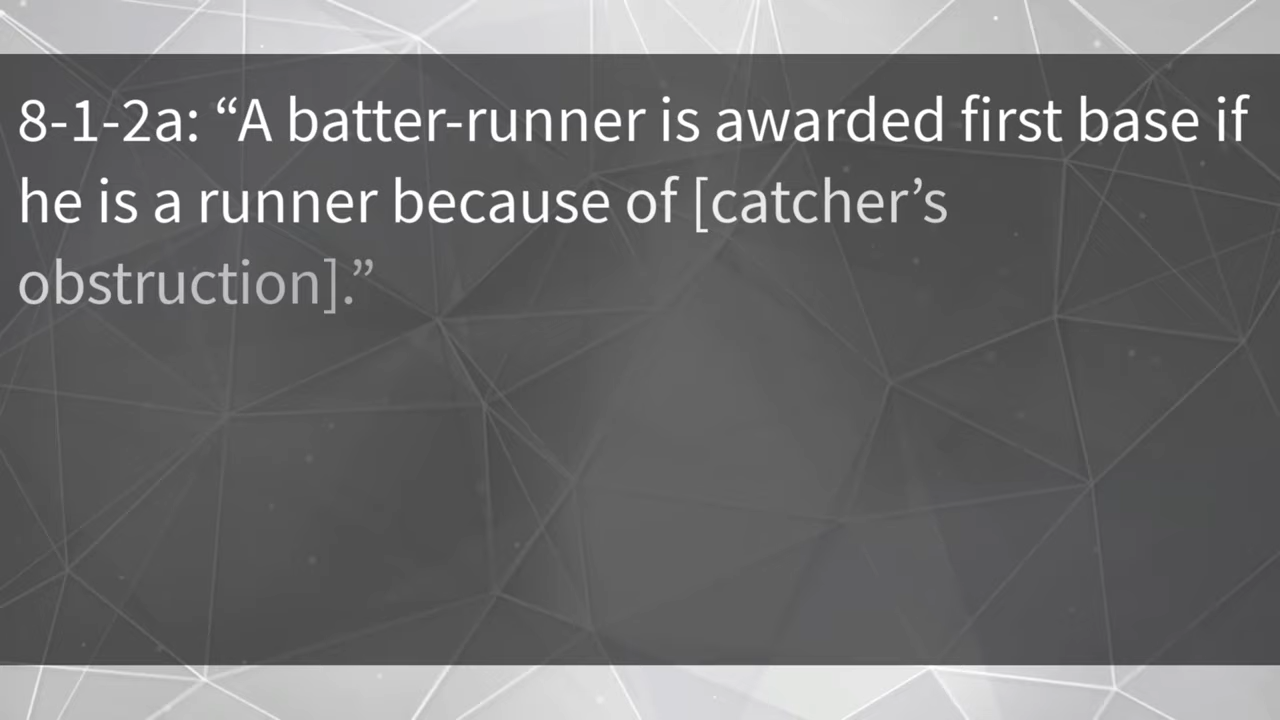 8-1-2a: “A batter-runner is awarded first base if
he is a runner because of [catcher’s
obstruction].”